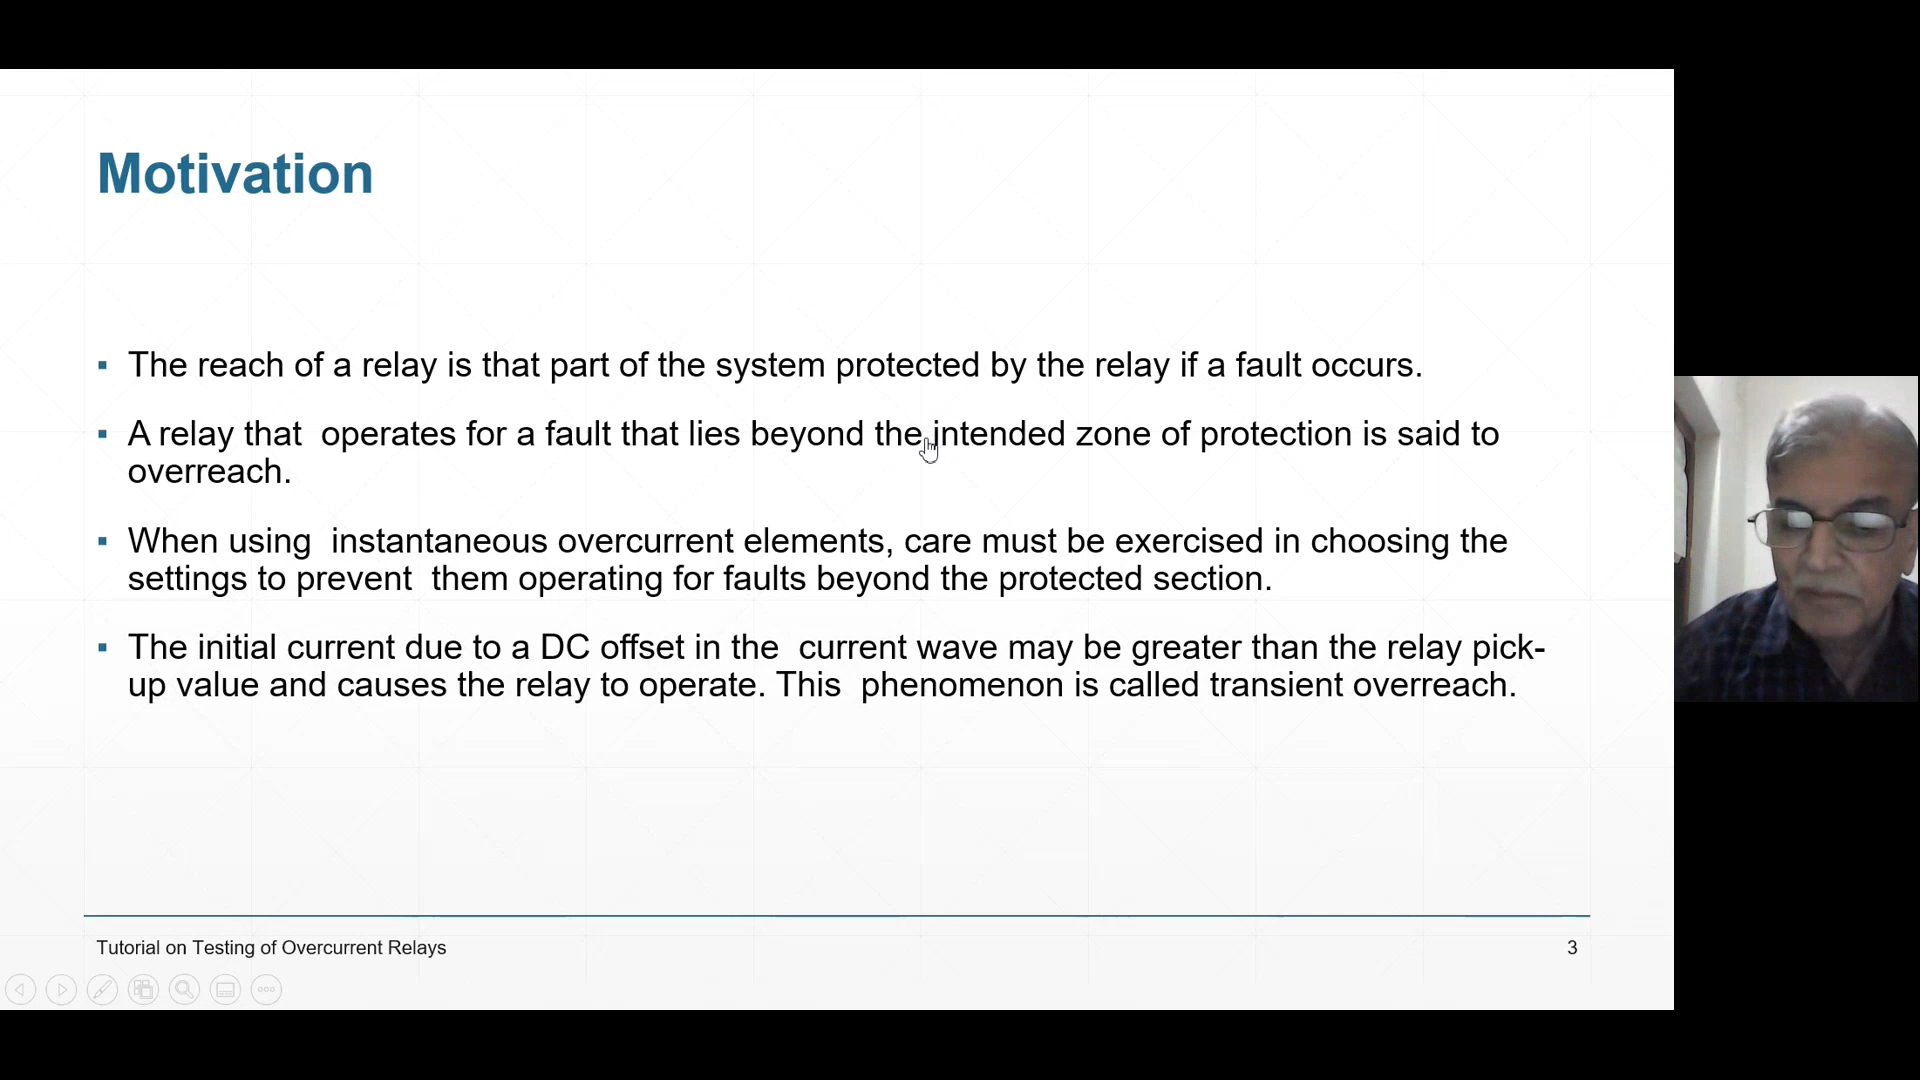 Motivation
The reach of a relay is that part of the system protected by the relay if a fault occurs.
A relay that operates for a fault that lies beyond the intended zone of protection is said to
overreach.
When using instantaneous overcurrent elements, care must be exercised in choosing the
settings to prevent them operating for faults beyond the protected section.
The initial current due to a DC offset in the current wave may be greater than the relay pick-
up value and causes the relay to operate. This phenomenon is called transient overreach.
Tutorial on Testing of Overcurrent Relays
3